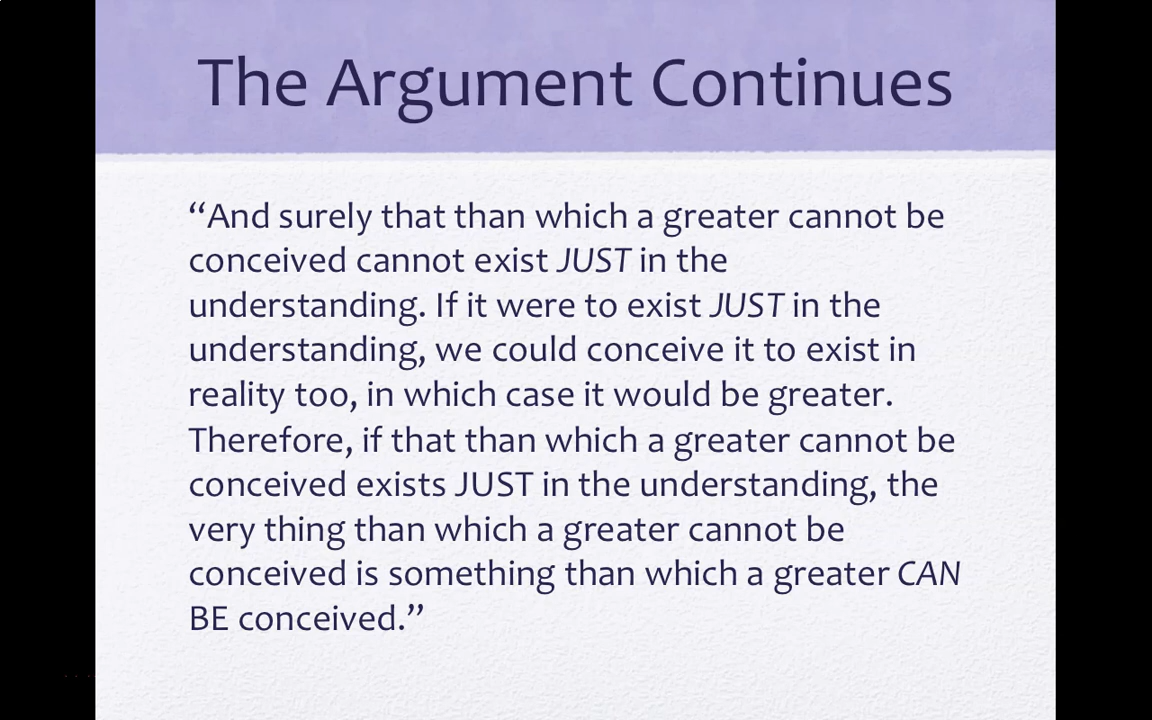 The Argument Continues
“And surely that than which a greater cannot be
conceived cannot exist JUST in the
understanding. If it were to exist JUST in the
understanding, we could conceive it to exist in
reality too, in which case it would be greater.
Therefore, if that than which a greater cannot be
conceived exists JUST in the understanding, the
very thing than which a greater cannot be
conceived is something than which a greater CAN
BE conceived.”